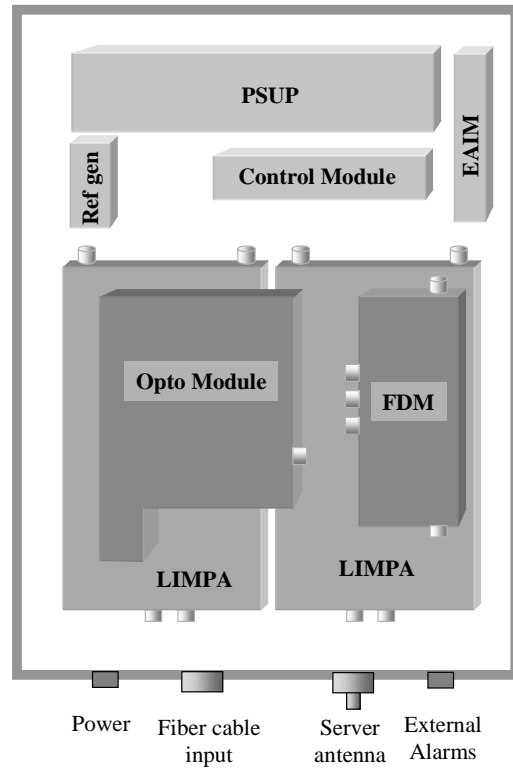 PSUP
EAIM
Ref gen
Control Module
Opto Module
FDM
LIMPA
LIMPA
Power
Fiber cable
input
Server
antenna
External
Alarms